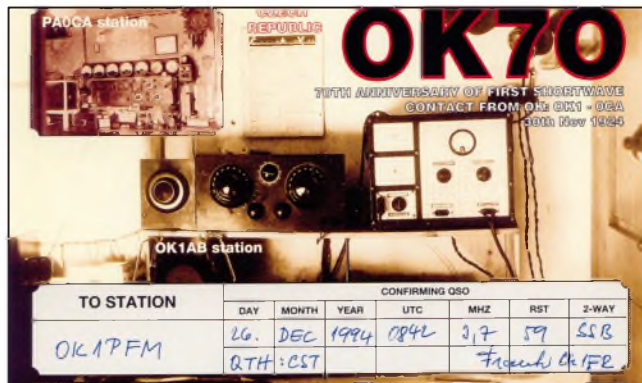 PA0CA station
CZECH
REPUBLIC
OK70
70TH ANNIVERSARY OF FIRST SHORTWAVE
CONTACT FROM OK: OK1 - 0CA
30th Nov 1924
OK1AB station
TO STATION
CONFIRMING QSO
DAY MONTH YEAR UTC MHZ RST 2-WAY
OK1PFM
26. DEC 1994 0842 3,7 59 SSB
QTH: CST